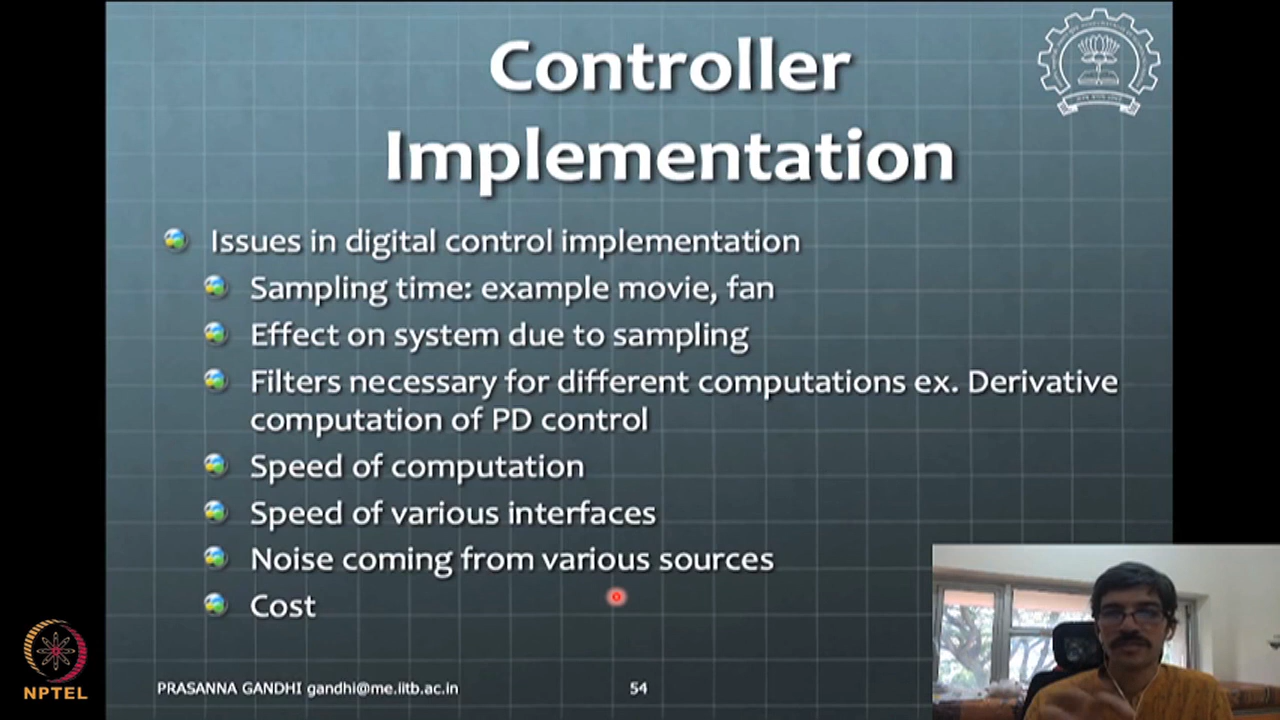 Controller
Implementation
Issues in digital control implementation
Sampling time: example movie, fan
Effect on system due to sampling
Filters necessary for different computations ex. Derivative
computation of PD control
Speed of computation
Speed of various interfaces
Noise coming from various sources
Cost
PRASANNA GANDHI gandhi@me.iitb.ac.in
54
NPTEL